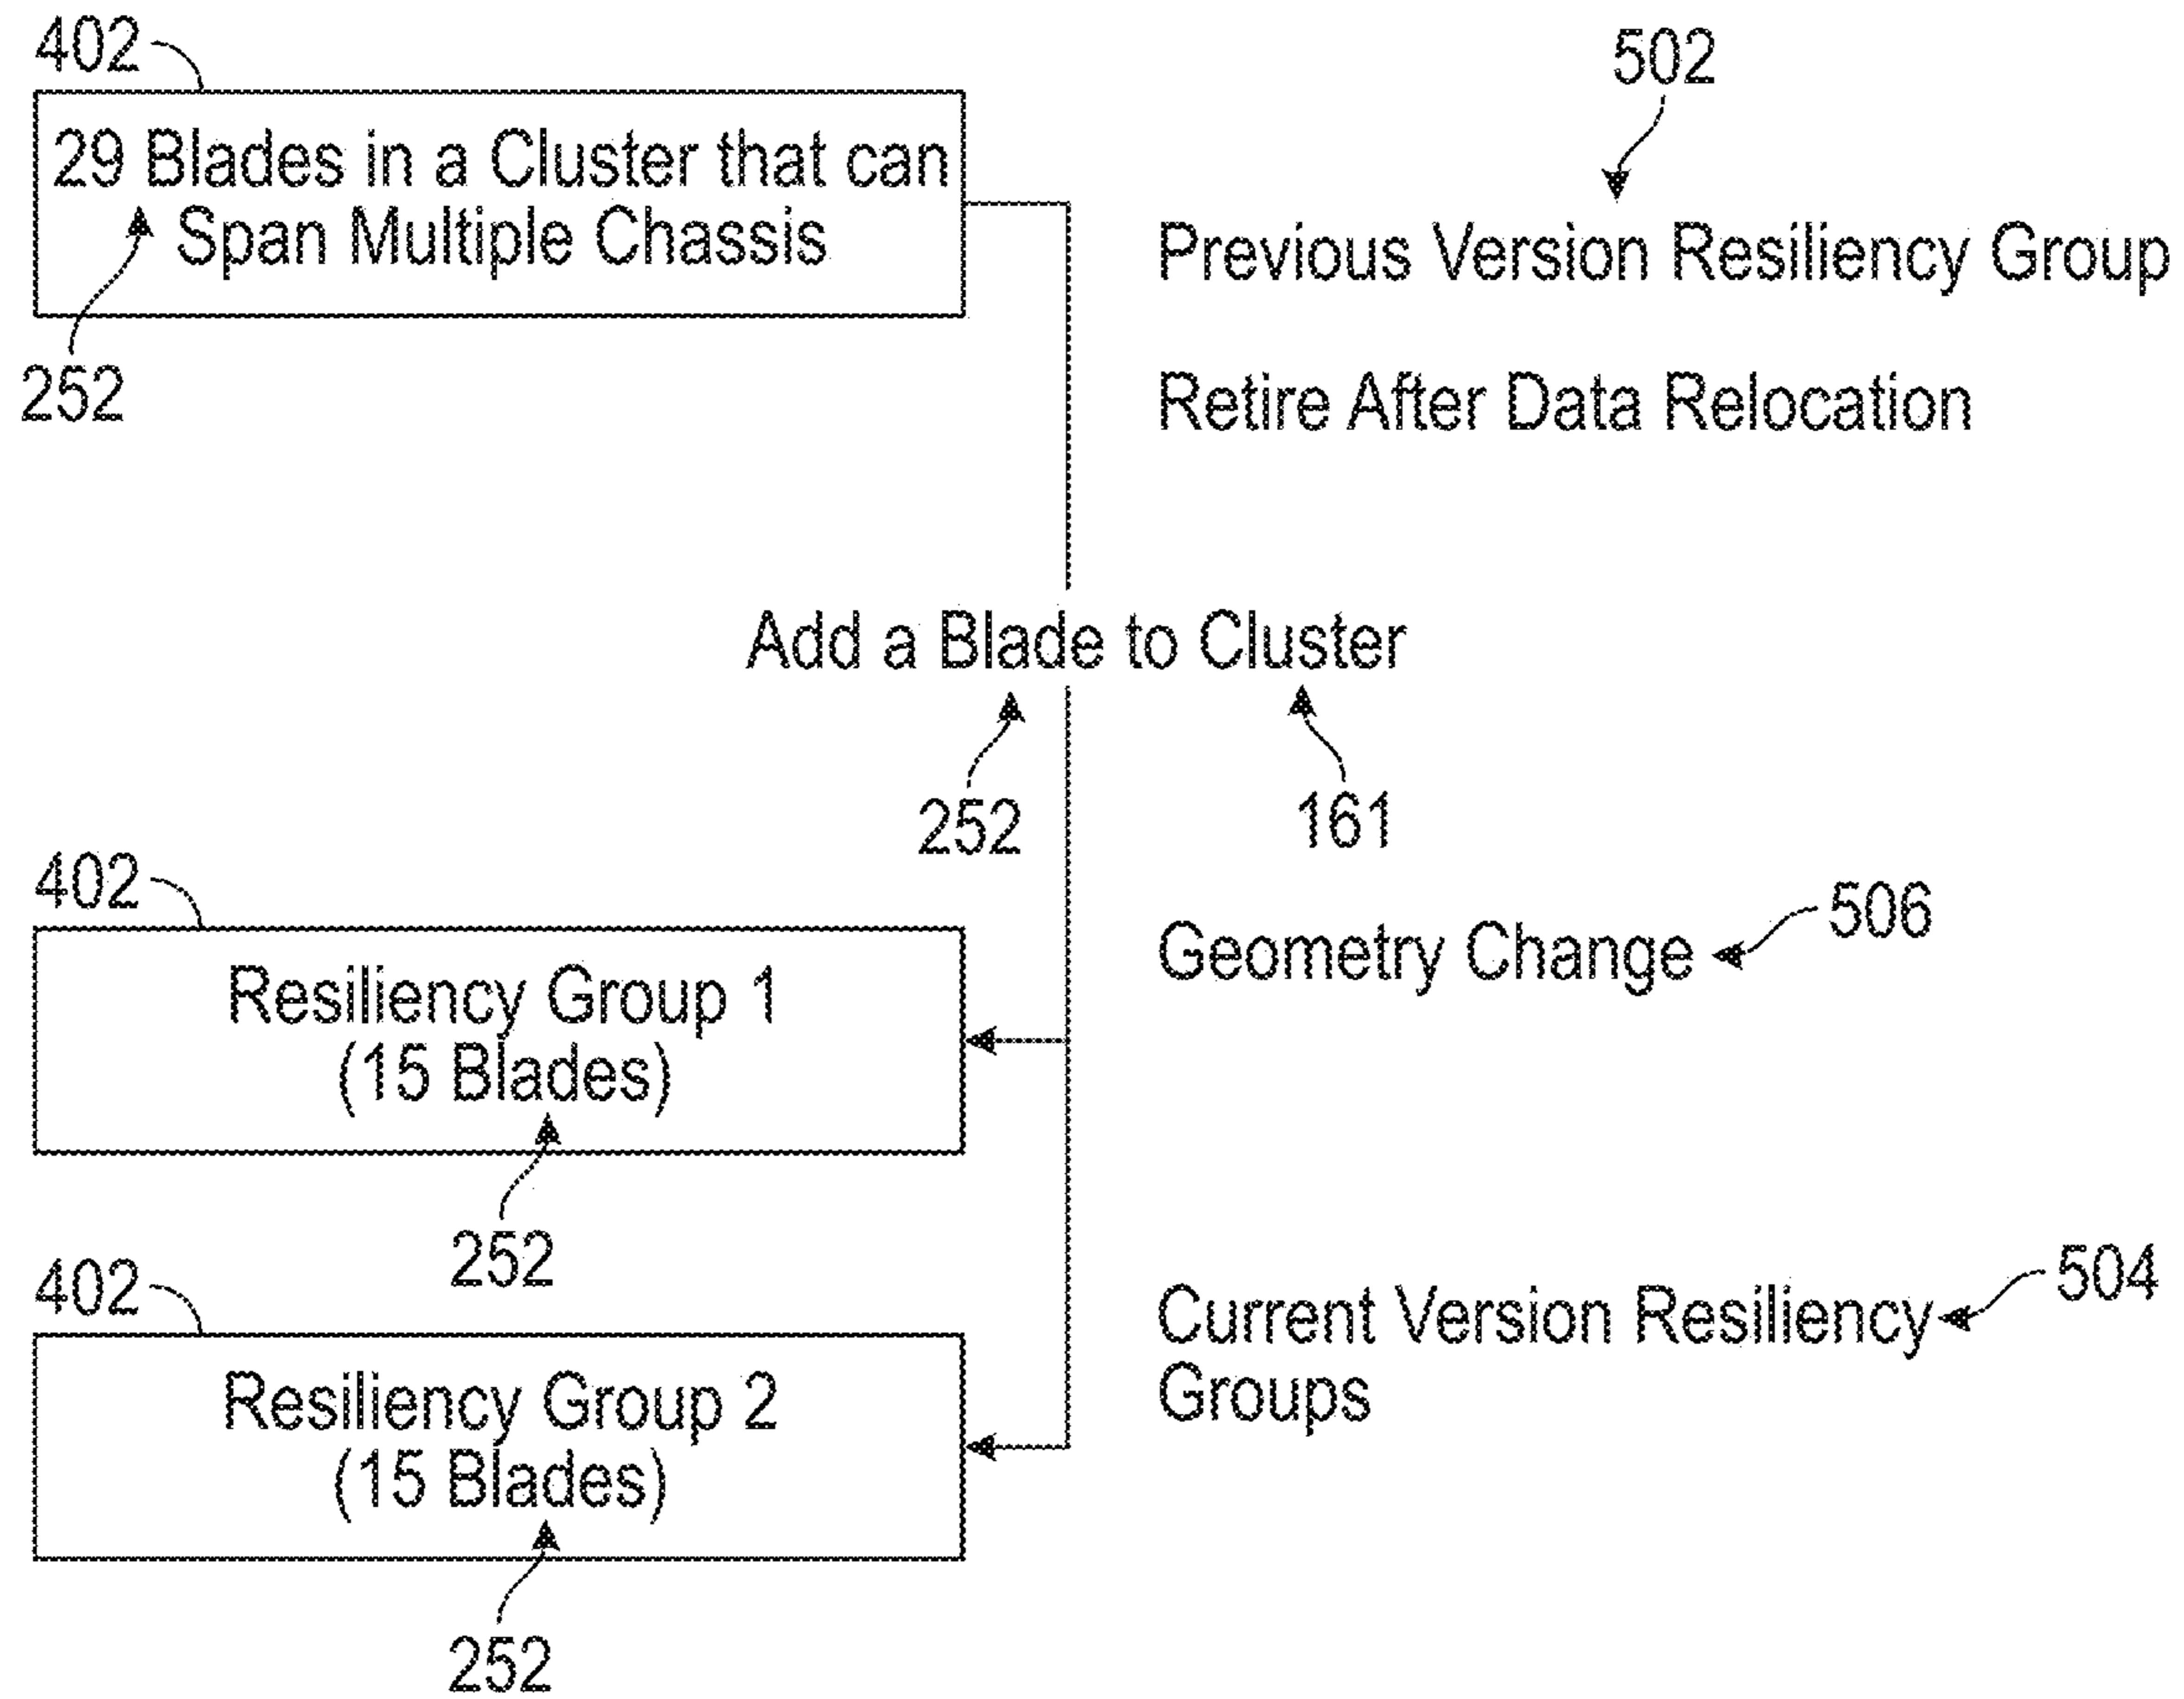 402
502
29 Blades in a Cluster that can
Span Multiple Chassis
Previous Version Resiliency Group
252
Retire After Data Relocation
Add a Blade to Cluster
252
161
402
506
Geometry Change
Resiliency Group 1
(15 Blades)
252
402
504
Current Version Resiliency
Groups
Resiliency Group 2
(15 Blades)
252